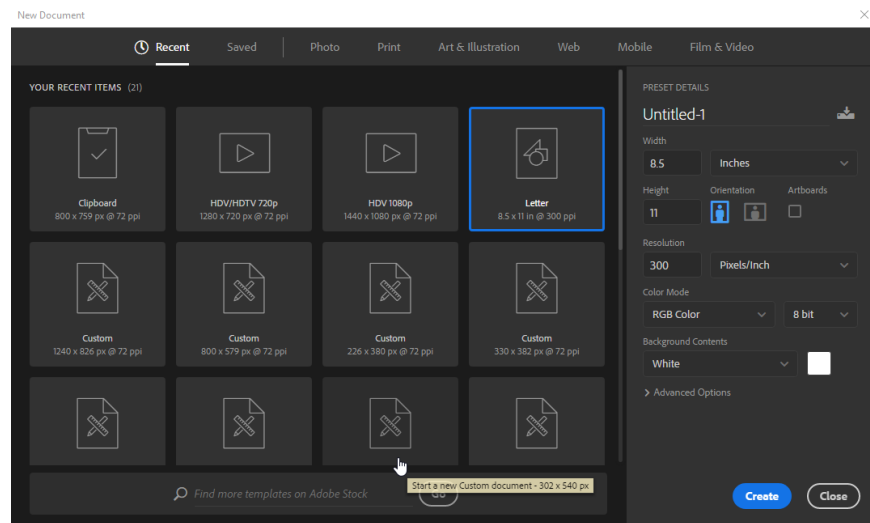 New Document
Recent Saved Photo Print Art & Illustration Web Mobile Film & Video
YOUR RECENT ITEMS (21)
Clipboard
800 x 759 px @ 72 ppi
HDV/HDTV 720p
1280 x 720 px @ 72 ppi
HDV 1080p
1440 x 1080 px @ 72 ppi
Letter
8.5 x 11 in @ 300 ppi
Custom
1240 x 826 px @ 72 ppi
Custom
800 x 579 px @ 72 ppi
Custom
226 x 380 px @ 72 ppi
Custom
330 x 382 px @ 72 ppi
Find more templates on Adobe Stock
Go
Start a new Custom document - 302 x 540 px
PRESET DETAILS
Untitled-1
Width
8.5 Inches
Height Orientation Artboards
11
Resolution
300 Pixels/Inch
Color Mode
RGB Color 8 bit
Background Contents
White
Advanced Options
Create Close